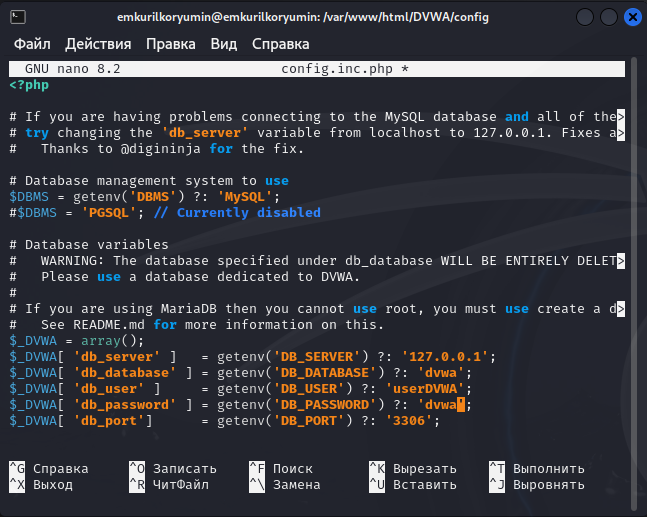 emkurilkoryumin@emkurilkoryumin: /var/www/html/DVWA/config
Файл Действия Правка Вид Справка
GNU nano 8.2 config.inc.php *
<?php
# If you are having problems connecting to the MySQL database and all of the>
# try changing the 'db_server' variable from localhost to 127.0.0.1. Fixes a>
#   Thanks to @digininja for the fix.
# Database management system to use
$DBMS = getenv('DBMS') ?: 'MySQL';
#$DBMS = 'PGSQL'; // Currently disabled
# Database variables
#   WARNING: The database specified under db_database WILL BE ENTIRELY DELET>
#   Please use a database dedicated to DVWA.
#
# If you are using MariaDB then you cannot use root, you must use create a d>
#   See README.md for more information on this.
$_DVWA = array();
$_DVWA[ 'db_server' ]   = getenv('DB_SERVER') ?: '127.0.0.1';
$_DVWA[ 'db_database' ] = getenv('DB_DATABASE') ?: 'dvwa';
$_DVWA[ 'db_user' ]     = getenv('DB_USER') ?: 'userDVWA';
$_DVWA[ 'db_password' ] = getenv('DB_PASSWORD') ?: 'dvwa';
$_DVWA[ 'db_port']      = getenv('DB_PORT') ?: '3306';
^G Справка ^O Записать ^F Поиск ^K Вырезать ^T Выполнить
^X Выход ^R ЧитФайл ^\ Замена ^U Вставить ^J Выровнять